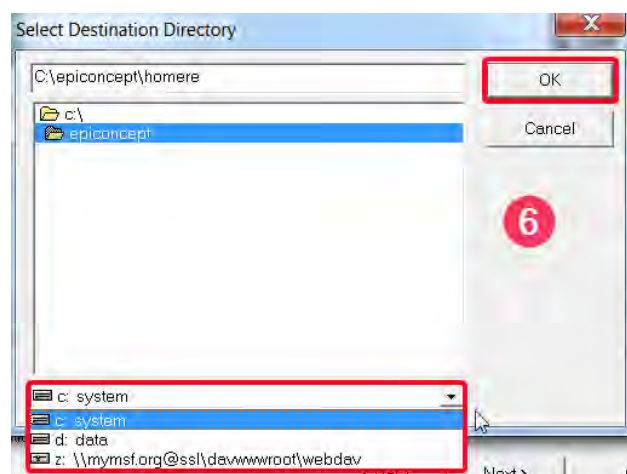 Select Destination Directory
C:\epiconcept\homere
OK
c:\
epiconcept
Cancel
6
c: system
c: system
d: data
z: \\mymsf.org@ssl\davwwwroot\webdav
Next >